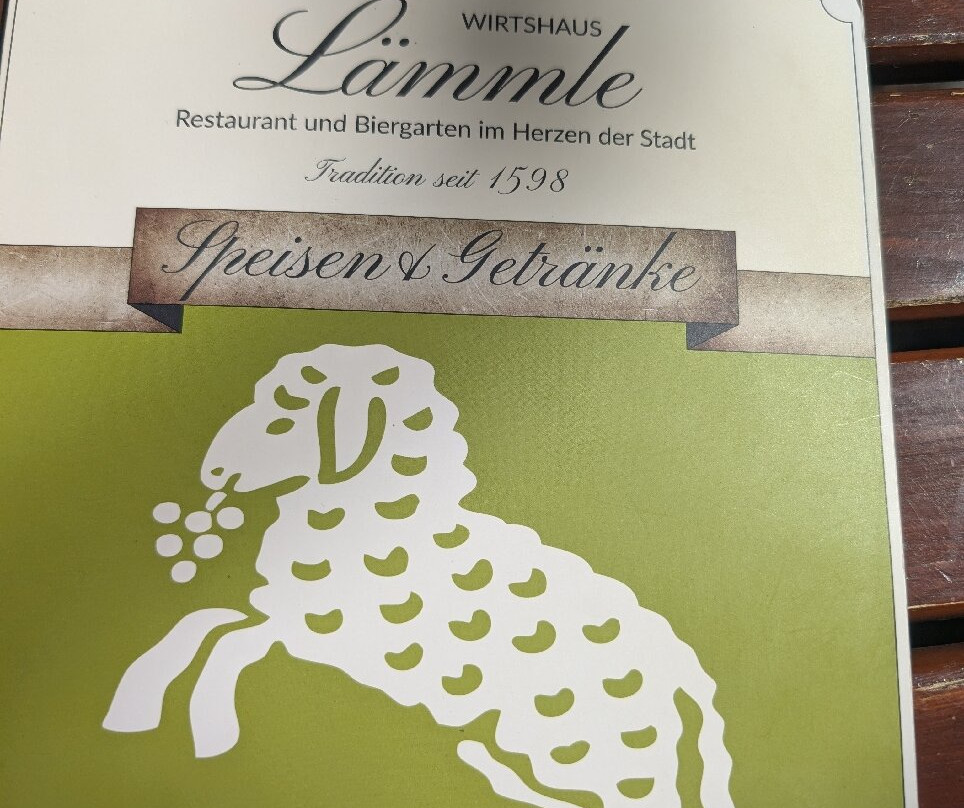 WIRTSHAUS
Lämmle
Restaurant und Biergarten im Herzen der Stadt
Tradition seit 1598
Speisen & Getränke